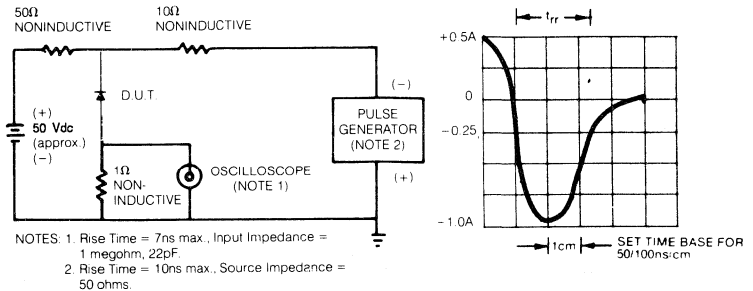 50Ω
NONINDUCTIVE
10Ω
NONINDUCTIVE
(+)
50 Vdc
(approx.)
(−)
D.U.T.
1Ω
NON-
INDUCTIVE
OSCILLOSCOPE
(NOTE 1)
(−)
PULSE
GENERATOR
(NOTE 2)
(+)
NOTES: 1. Rise Time = 7ns max., Input Impedance =
1 megohm, 22pF.
2. Rise Time = 10ns max., Source Impedance =
50 ohms.
trr
+0.5A
0
−0.25
−1.0A
1cm
SET TIME BASE FOR
50/100ns/cm